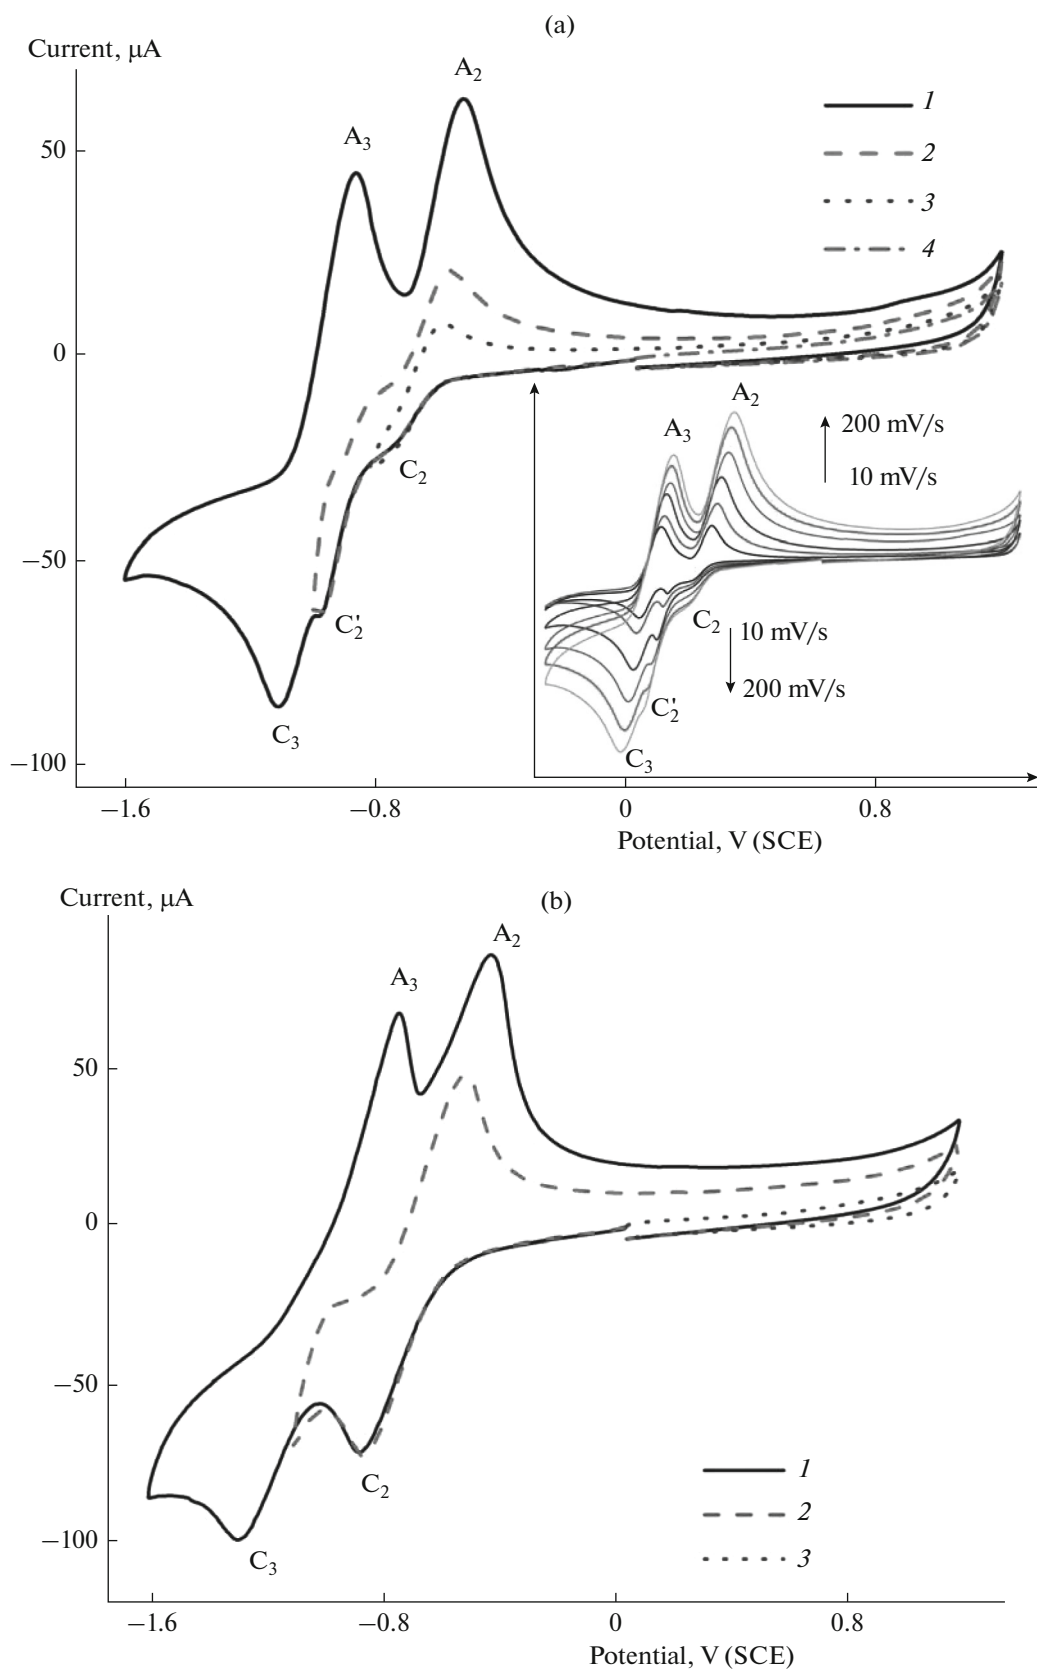 (a)
Current, μA
A2
A3
1
50
2
3
4
0
A2
A3
200 mV/s
C2
10 mV/s
−50
C2'
C2
10 mV/s
200 mV/s
C2'
C3
C3
−100
−1.6
−0.8
0
0.8
Potential, V (SCE)
Current, μA
(b)
A2
A3
50
0
−50
1
C2
2
−100
C3
3
−1.6
−0.8
0
0.8
Potential, V (SCE)